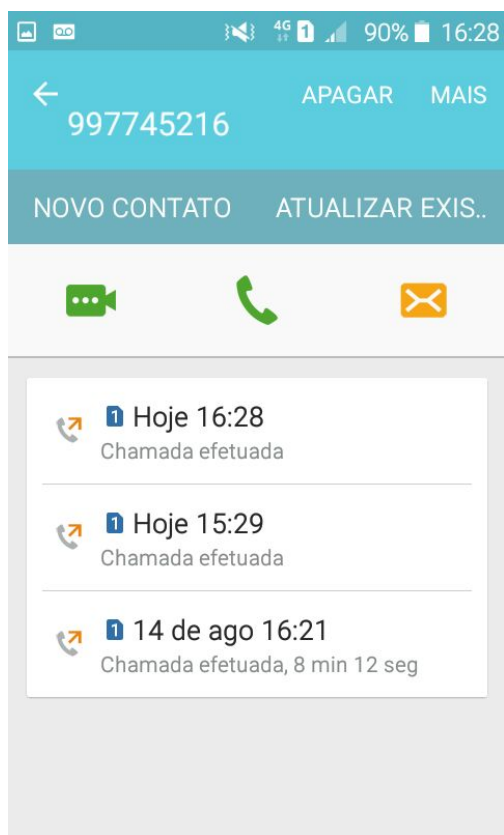 4G 1 90% 16:28
APAGAR MAIS
997745216
NOVO CONTATO ATUALIZAR EXIS..
1 Hoje 16:28
Chamada efetuada
1 Hoje 15:29
Chamada efetuada
1 14 de ago 16:21
Chamada efetuada, 8 min 12 seg